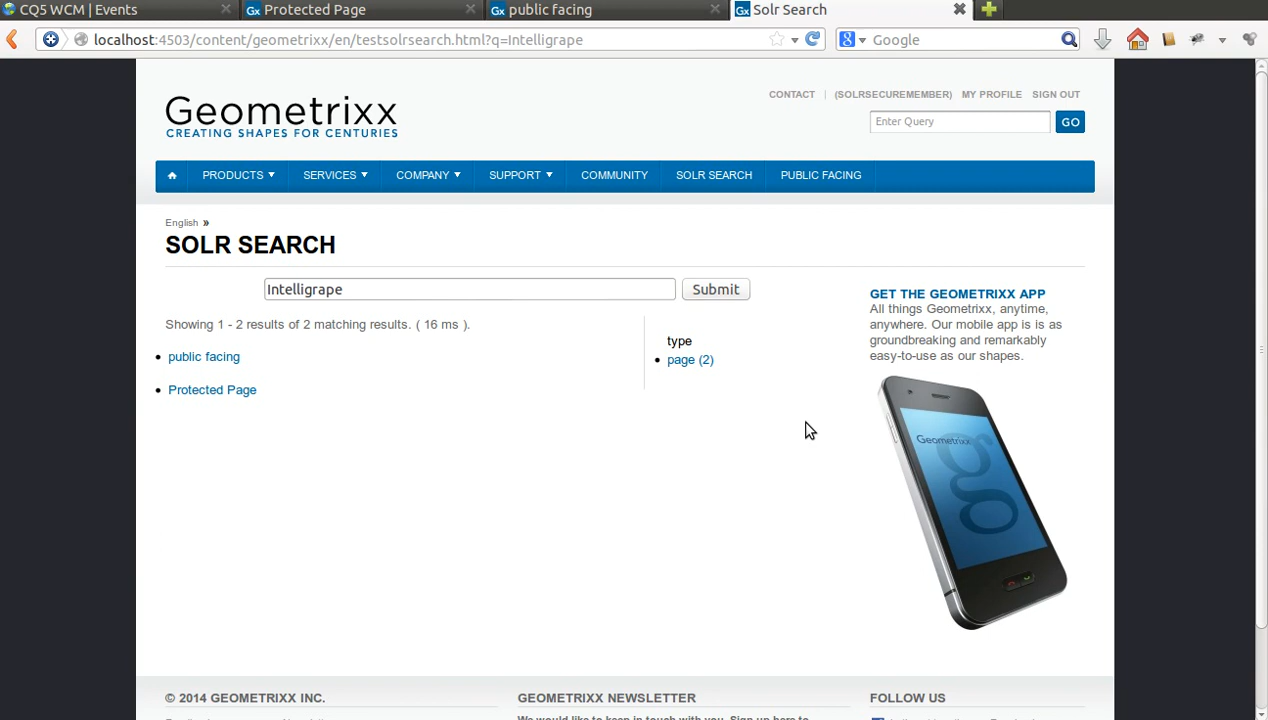 CQ5 WCM | Events
Protected Page
public facing
Solr Search
localhost:4503/content/geometrixx/en/testsolrsearch.html?q=Intelligrape
Google
Geometrixx
CREATING SHAPES FOR CENTURIES
CONTACT | (SOLRSECUREMEMBER) MY PROFILE SIGN OUT
Enter Query
GO
PRODUCTS SERVICES COMPANY SUPPORT COMMUNITY SOLR SEARCH PUBLIC FACING
English »
SOLR SEARCH
Intelligrape
Submit
Showing 1 - 2 results of 2 matching results. ( 16 ms ).
public facing
Protected Page
type
page (2)
GET THE GEOMETRIXX APP
All things Geometrixx, anytime,
anywhere. Our mobile app is is as
groundbreaking and remarkably
easy-to-use as our shapes.
Geometrixx
g
© 2014 GEOMETRIXX INC.
GEOMETRIXX NEWSLETTER
We would like to keep in touch with you. Sign up here to
FOLLOW US